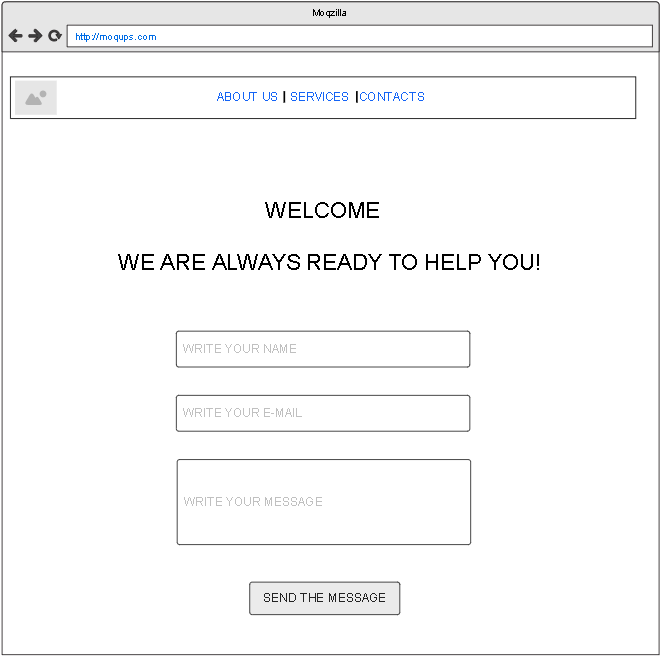 Moqzilla
http://moqups.com
ABOUT US | SERVICES |CONTACTS
WELCOME
WE ARE ALWAYS READY TO HELP YOU!
WRITE YOUR NAME
WRITE YOUR E-MAIL
WRITE YOUR MESSAGE
SEND THE MESSAGE